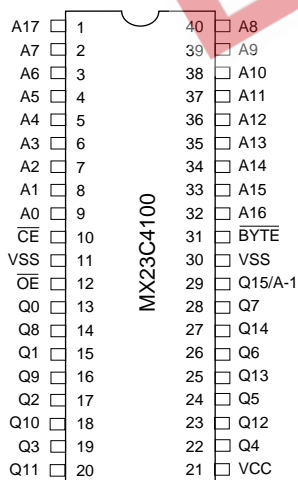 A17 1 40 A8
A7 2 39 A9
A6 3 38 A10
A5 4 37 A11
A4 5 36 A12
A3 6 35 A13
A2 7 34 A14
A1 8 33 A15
A0 9 32 A16
CE 10 31 BYTE
VSS 11 30 VSS
OE 12 29 Q15/A-1
Q0 13 28 Q7
Q8 14 27 Q14
Q1 15 26 Q6
Q9 16 25 Q13
Q2 17 24 Q5
Q10 18 23 Q12
Q3 19 22 Q4
Q11 20 21 VCC
MX23C4100